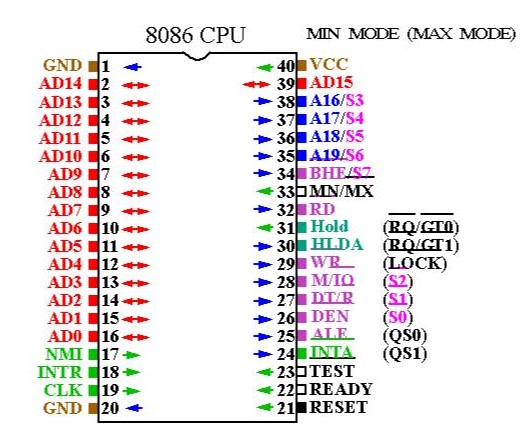 8086 CPU MIN MODE (MAX MODE)
GND 1 40 VCC
AD14 2 39 AD15
AD13 3 38 A16/S3
AD12 4 37 A17/S4
AD11 5 36 A18/S5
AD10 6 35 A19/S6
AD9 7 34 BHE/S7
AD8 8 33 MN/MX
AD7 9 32 RD
AD6 10 31 Hold (RQ/GT0)
AD5 11 30 HLDA (RQ/GT1)
AD4 12 29 WR (LOCK)
AD3 13 28 M/IO (S2)
AD2 14 27 DT/R (S1)
AD1 15 26 DEN (S0)
AD0 16 25 ALE (QS0)
NMI 17 24 INTA (QS1)
INTR 18 23 TEST
CLK 19 22 READY
GND 20 21 RESET